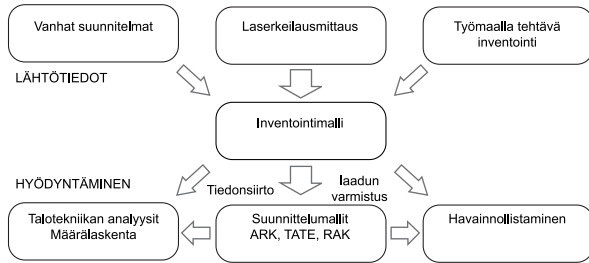 Vanhat suunnitelmat
Laserkeilausmittaus
Työmaalla tehtävä
inventointi
LÄHTÖTIEDOT
Inventointimalli
HYÖDYNTÄMINEN
Tiedonsiirto
laadun
varmistus
Talotekniikan analyysit
Määrälaskenta
Suunnittelumallit
ARK, TATE, RAK
Havainnollistaminen